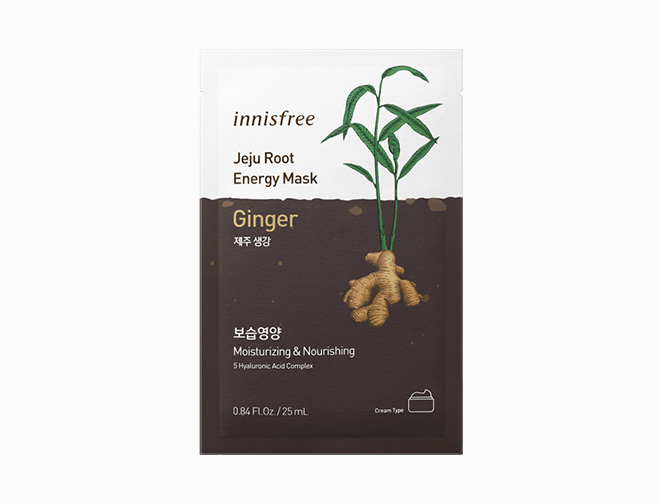 innisfree
Jeju Root
Energy Mask
Ginger
제주 생강
보습영양
Moisturizing & Nourishing
5 Hyaluronic Acid Complex
0.84 Fl.Oz. / 25 mL
Cream Type